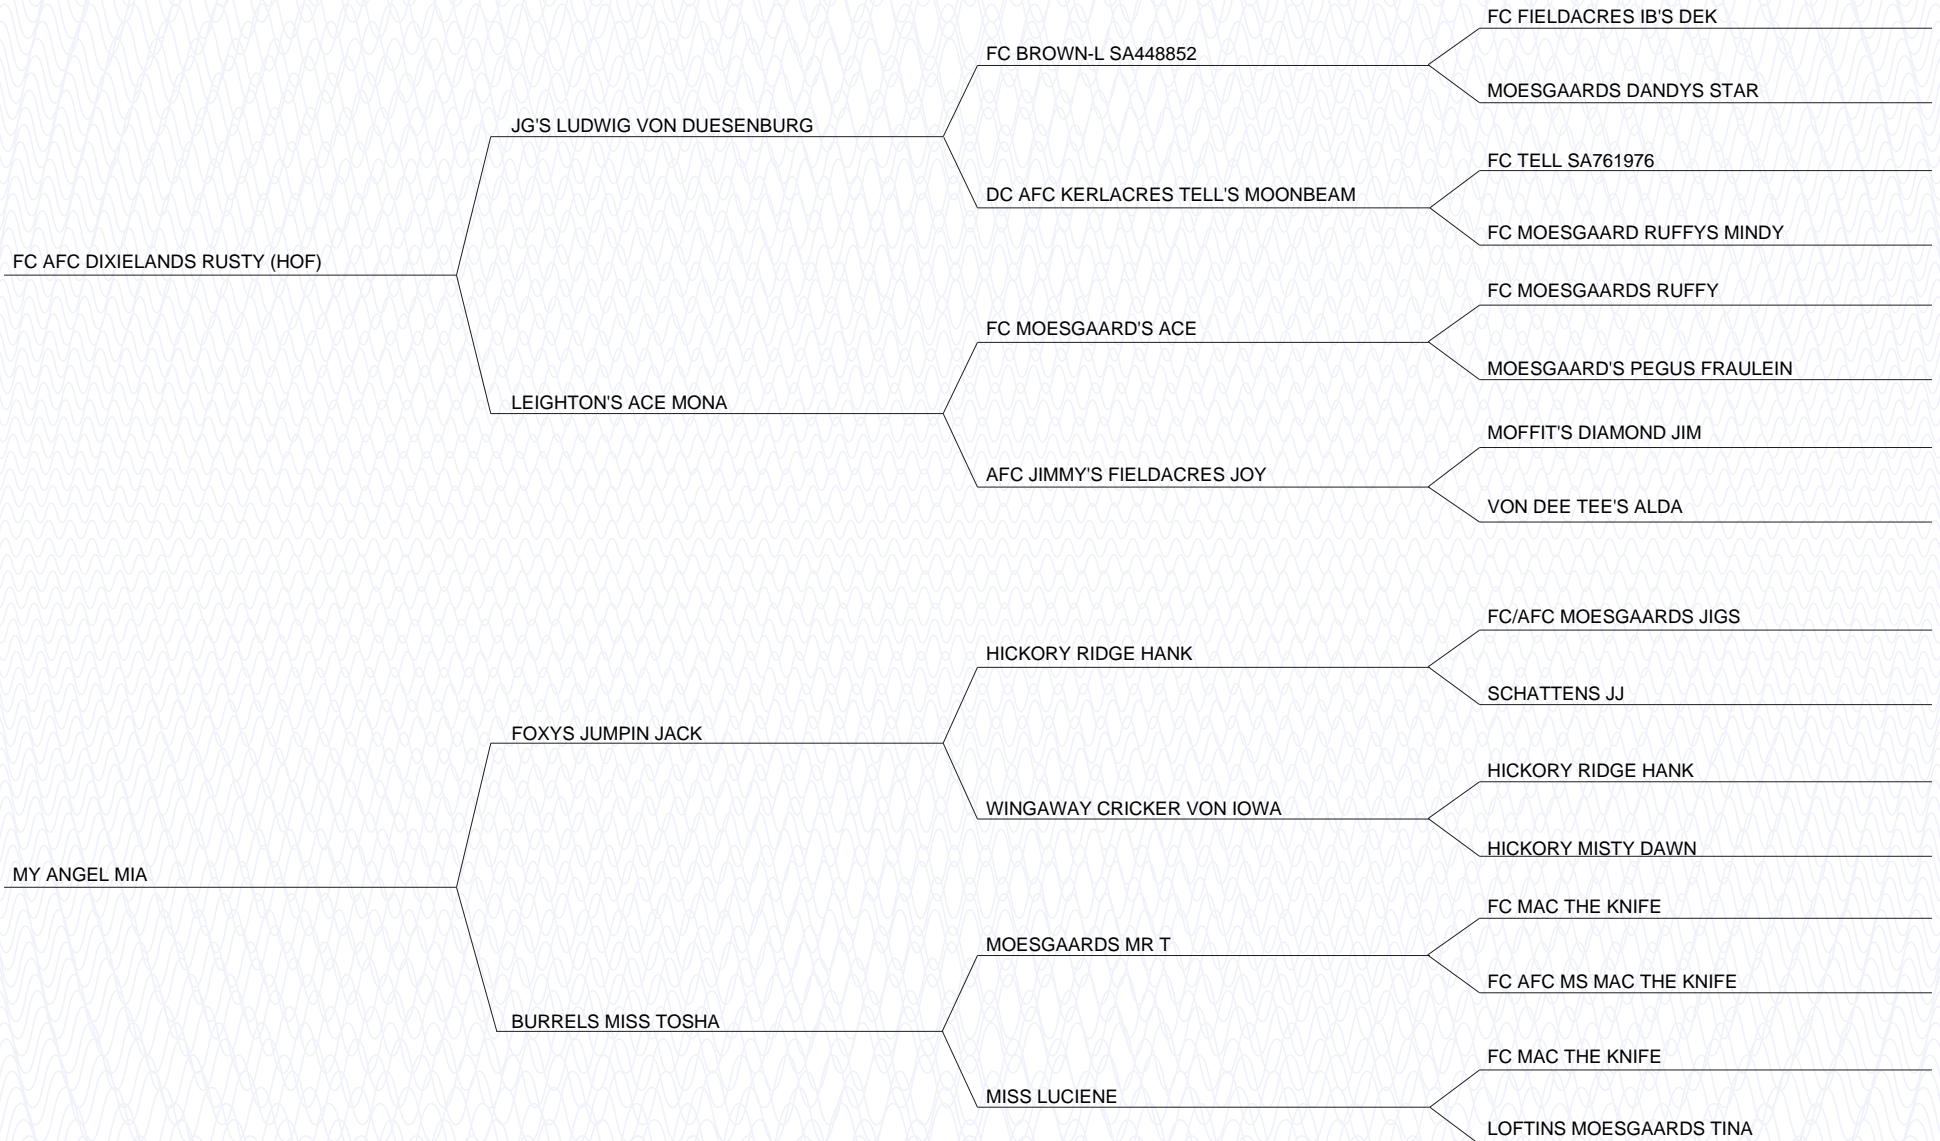 FC FIELDACRES IB'S DEK
FC BROWN-L SA448852
MOESGAARDS DANDYS STAR
JG'S LUDWIG VON DUESENBURG
FC TELL SA761976
DC AFC KERLACRES TELL'S MOONBEAM
FC MOESGAARD RUFFYS MINDY
FC AFC DIXIELANDS RUSTY (HOF)
FC MOESGAARDS RUFFY
FC MOESGAARD'S ACE
MOESGAARD'S PEGUS FRAULEIN
LEIGHTON'S ACE MONA
MOFFIT'S DIAMOND JIM
AFC JIMMY'S FIELDACRES JOY
VON DEE TEE'S ALDA
FC/AFC MOESGAARDS JIGS
HICKORY RIDGE HANK
SCHATTENS JJ
FOXYS JUMPIN JACK
HICKORY RIDGE HANK
WINGAWAY CRICKER VON IOWA
HICKORY MISTY DAWN
MY ANGEL MIA
FC MAC THE KNIFE
MOESGAARDS MR T
FC AFC MS MAC THE KNIFE
BURRELS MISS TOSHA
FC MAC THE KNIFE
MISS LUCIENE
LOFTINS MOESGAARDS TINA